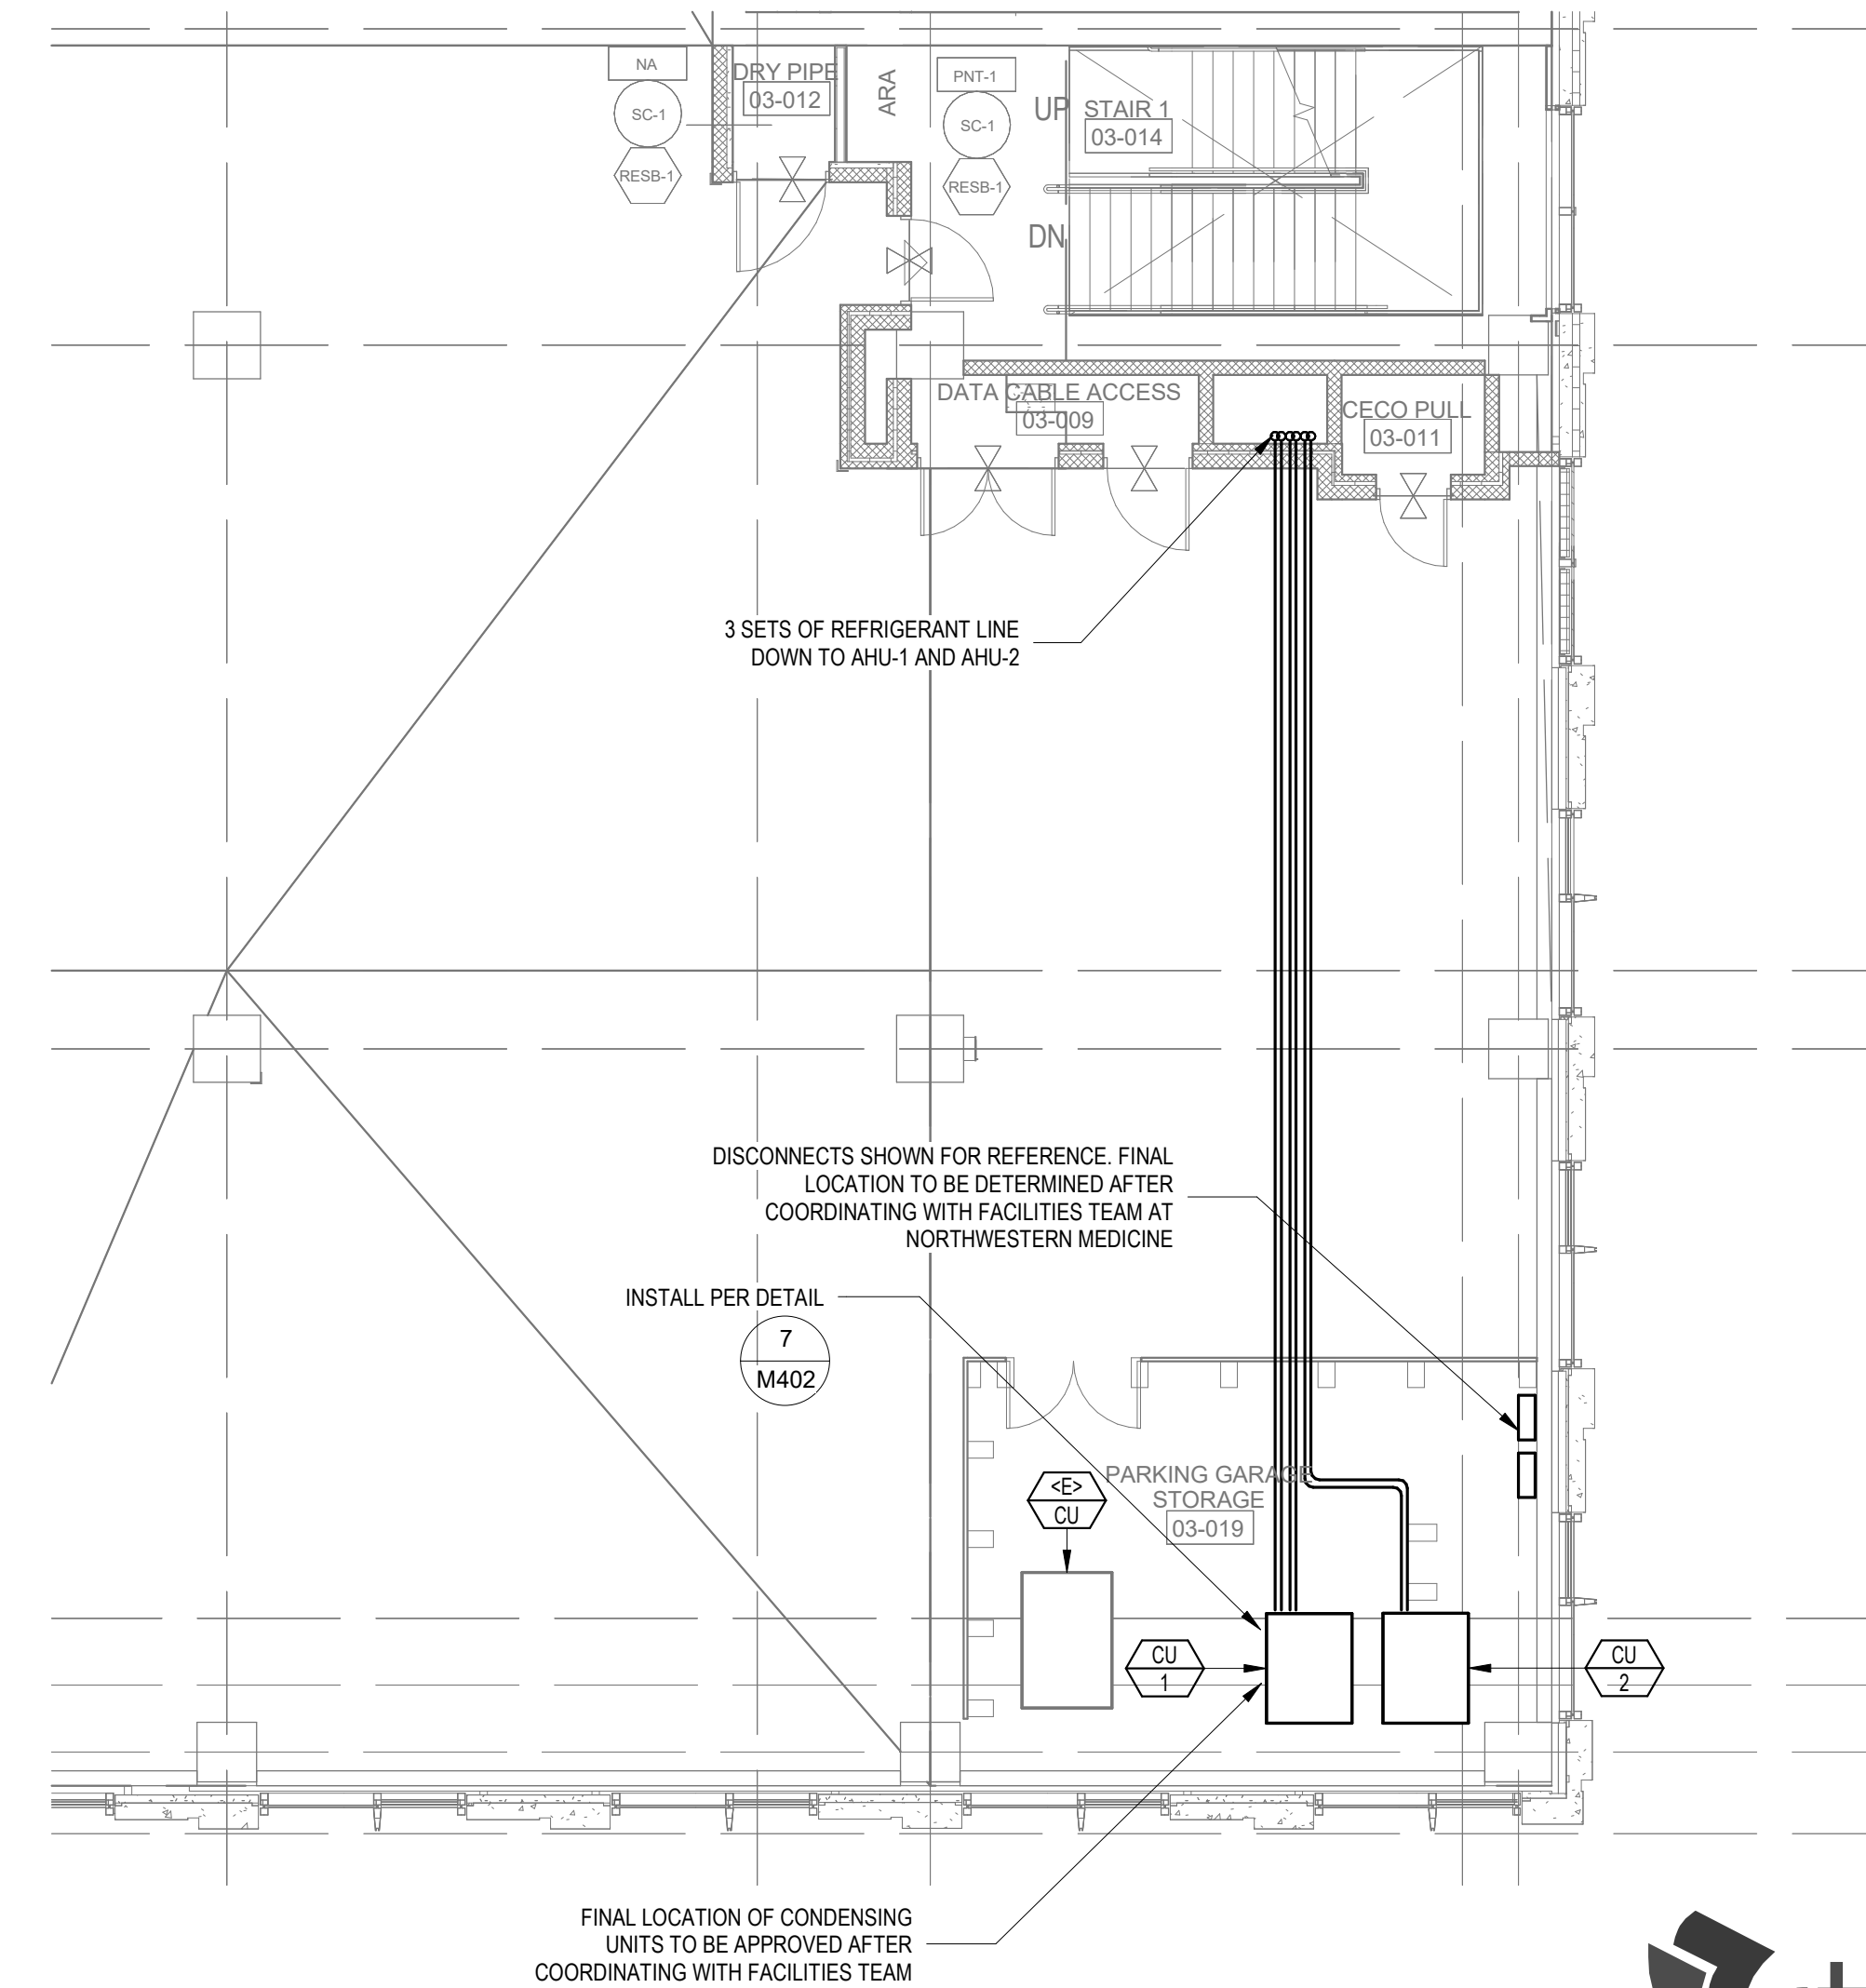 NA
SC-1
RESB-1
DRY PIPE
03-012
ARA
PNT-1
SC-1
RESB-1
UP
STAIR 1
03-014
DN
DATA CABLE ACCESS
03-009
CECO PULL
03-011
3 SETS OF REFRIGERANT LINE
DOWN TO AHU-1 AND AHU-2
DISCONNECTS SHOWN FOR REFERENCE. FINAL
LOCATION TO BE DETERMINED AFTER
COORDINATING WITH FACILITIES TEAM AT
NORTHWESTERN MEDICINE
INSTALL PER DETAIL
7
M402
<E>
CU
PARKING GARAGE
STORAGE
03-019
CU
1
CU
2
FINAL LOCATION OF CONDENSING
UNITS TO BE APPROVED AFTER
COORDINATING WITH FACILITIES TEAM